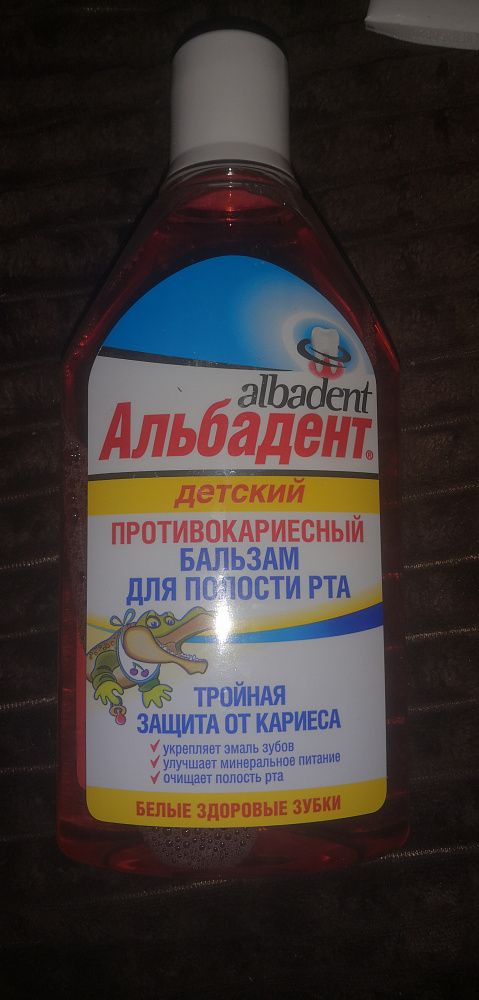 albadent
Альбадент®
детский
ПРОТИВОКАРИЕСНЫЙ
БАЛЬЗАМ
ДЛЯ ПОЛОСТИ РТА
ТРОЙНАЯ
ЗАЩИТА ОТ КАРИЕСА
укрепляет эмаль зубов
улучшает минеральное питание
очищает полость рта
БЕЛЫЕ ЗДОРОВЫЕ ЗУБКИ